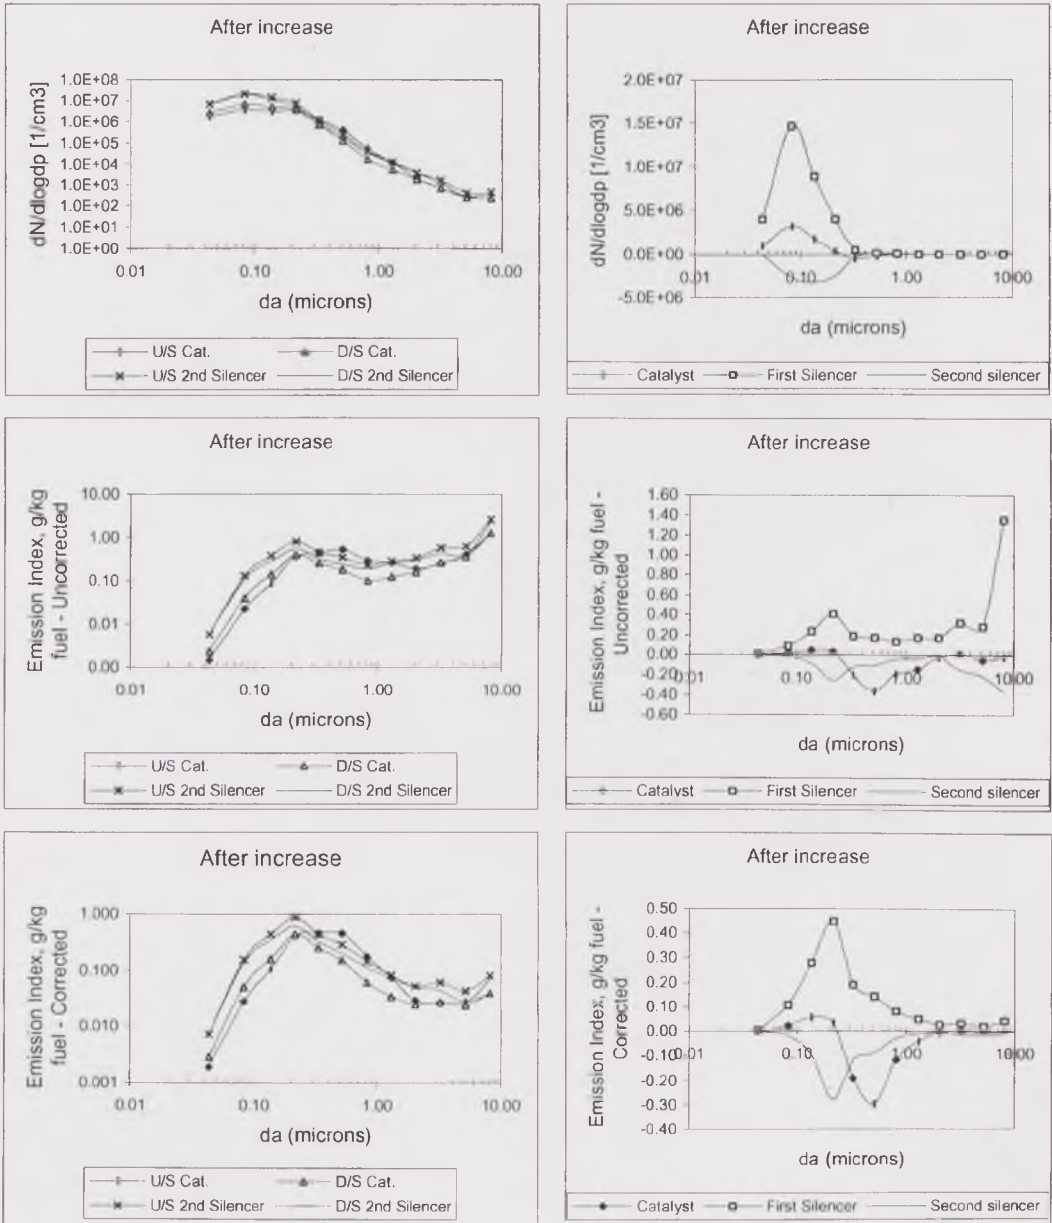 After increase
dN/dlogdp [1/cm3]
1.0E+08
1.0E+07
1.0E+06
1.0E+05
1.0E+04
1.0E+03
1.0E+02
1.0E+01
1.0E+00
0.01 0.10 1.00 10.00
da (microns)
U/S Cat. D/S Cat.
U/S 2nd Silencer D/S 2nd Silencer
After increase
dN/dlogdp [1/cm3]
2.0E+07
1.5E+07
1.0E+07
5.0E+06
0.0E+00
-5.0E+06
0.01 0.10 1.00 10.00
da (microns)
Catalyst First Silencer Second silencer
After increase
Emission Index, g/kg
fuel - Uncorrected
10.00
1.00
0.10
0.01
0.00
0.01 0.10 1.00 10.00
da (microns)
U/S Cat. D/S Cat.
U/S 2nd Silencer D/S 2nd Silencer
After increase
Emission Index, g/kg fuel -
Uncorrected
1.60
1.40
1.20
1.00
0.80
0.60
0.40
0.20
0.00
-0.20
-0.40
-0.60
0.01 0.10 1.00 10.00
da (microns)
Catalyst First Silencer Second silencer
After increase
Emission Index, g/kg
fuel - Corrected
1.000
0.100
0.010
0.001
0.01 0.10 1.00 10.00
da (microns)
U/S Cat. D/S Cat.
U/S 2nd Silencer D/S 2nd Silencer
After increase
Emission Index, g/kg fuel -
Corrected
0.50
0.40
0.30
0.20
0.10
0.00
-0.10
-0.20
-0.30
-0.40
0.01 0.10 1.00 10.00
da (microns)
Catalyst First Silencer Second silencer